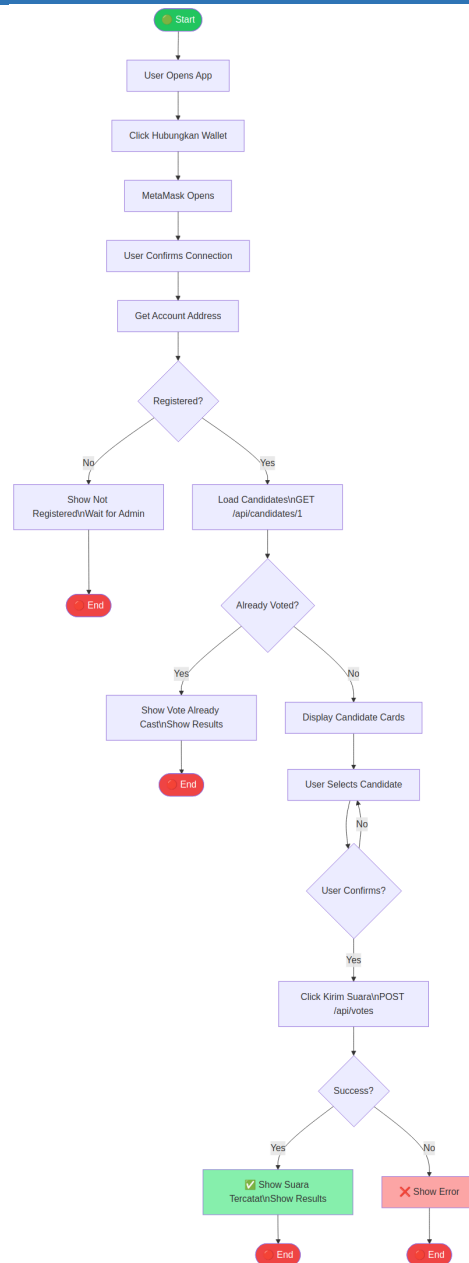 🟢 Start
User Opens App
Click Hubungkan Wallet
MetaMask Opens
User Confirms Connection
Get Account Address
Registered?
No
Yes
Show Not
Registered\nWait for Admin
Load Candidates\nGET
/api/candidates/1
🔴 End
Already Voted?
Yes
No
Show Vote Already
Cast\nShow Results
Display Candidate Cards
🔴 End
User Selects Candidate
No
User Confirms?
Yes
Click Kirim Suara\nPOST
/api/votes
Success?
Yes
No
✅ Show Suara
Tercatat\nShow Results
❌ Show Error
🔴 End
🔴 End